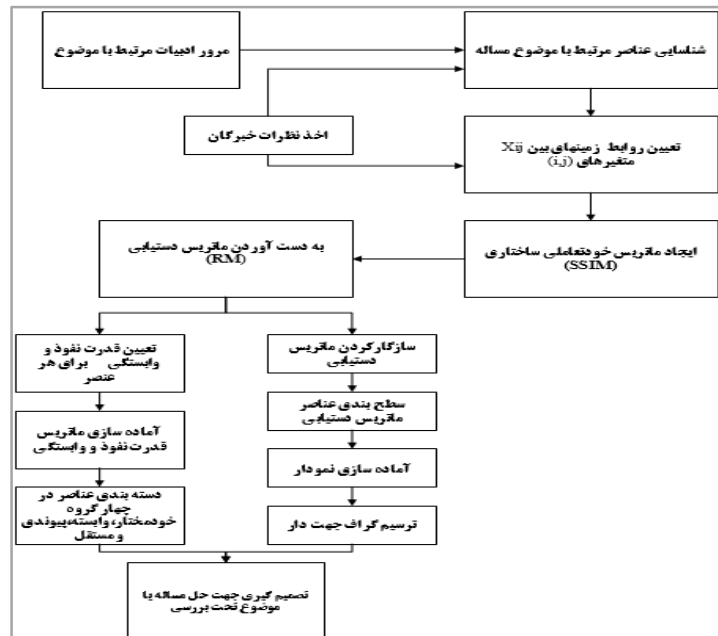 شناسایی عناصر مرتبط با موضوع مساله
مرور ادبیات مرتبط با موضوع
اخذ نظرات خبرگان
تعیین روابط زمینهای بین Xij
متغیرهای (i,j)
ایجاد ماتریس خودتعاملی ساختاری
(SSIM)
به دست آوردن ماتریس دستیابی
(RM)
سازگارکردن ماتریس
دستیابی
سطح بندی عناصر
ماتریس دستیابی
آماده سازی نمودار
ترسیم گراف جهت دار
تعیین قدرت نفوذ و
وابستگی برای هر
عنصر
آماده سازی ماتریس
قدرت نفوذ و وابستگی
دسته بندی عناصر در
چهار گروه
خودمختار، وابسته،پیوندی
و مستقل
تصمیم گیری جهت حل مساله یا
موضوع تحت بررسی